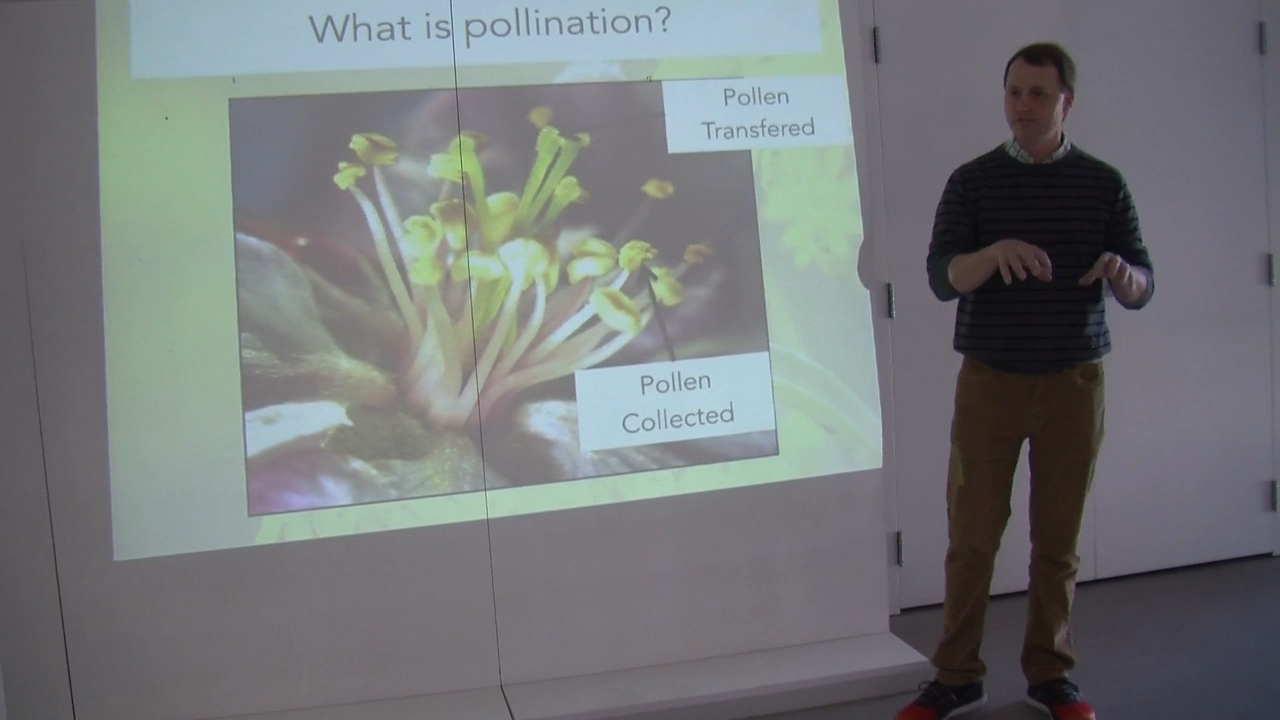 What is pollination?
Pollen
Transfered
Pollen
Collected